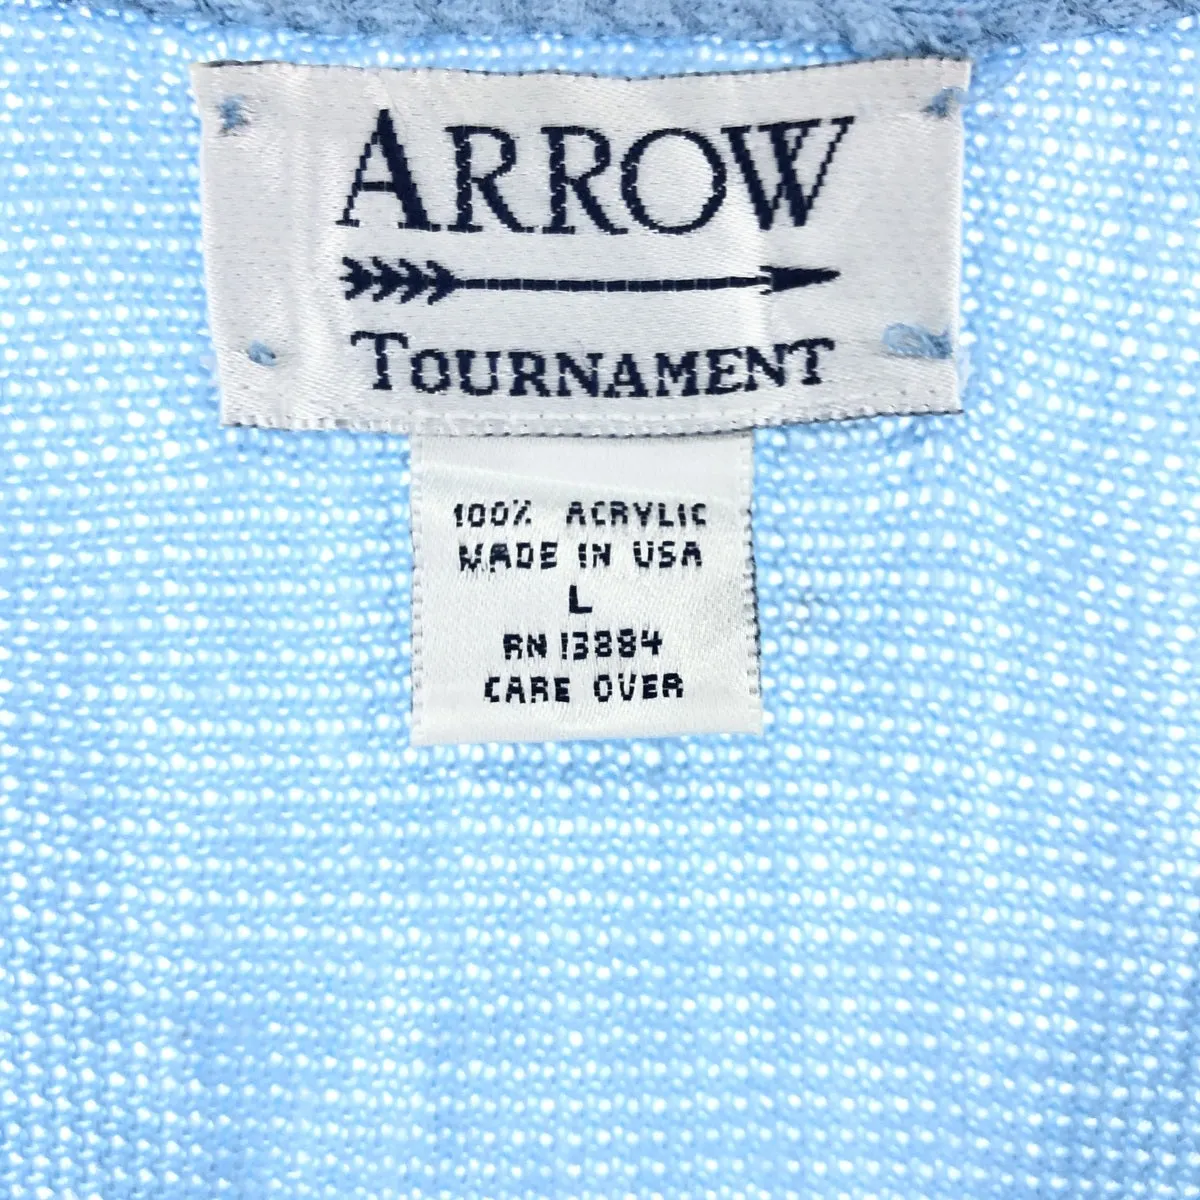 ARROW
TOURNAMENT
100% ACRYLIC
MADE IN USA
L
RN 13884
CARE OVER